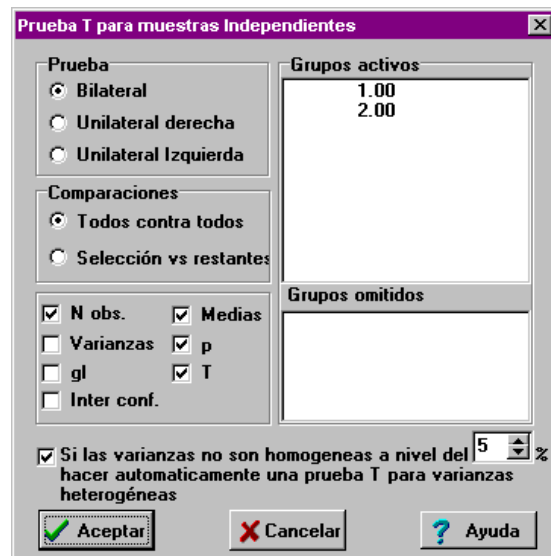 Prueba T para muestras Independientes
Prueba
Bilateral
Unilateral derecha
Unilateral Izquierda
Comparaciones
Todos contra todos
Selección vs restantes
N obs.
Medias
Varianzas
p
gl
T
Inter conf.
Grupos activos
1.00
2.00
Grupos omitidos
Si las varianzas no son homogeneas a nivel del 5 %
hacer automaticamente una prueba T para varianzas
heterogéneas
Aceptar
Cancelar
? Ayuda